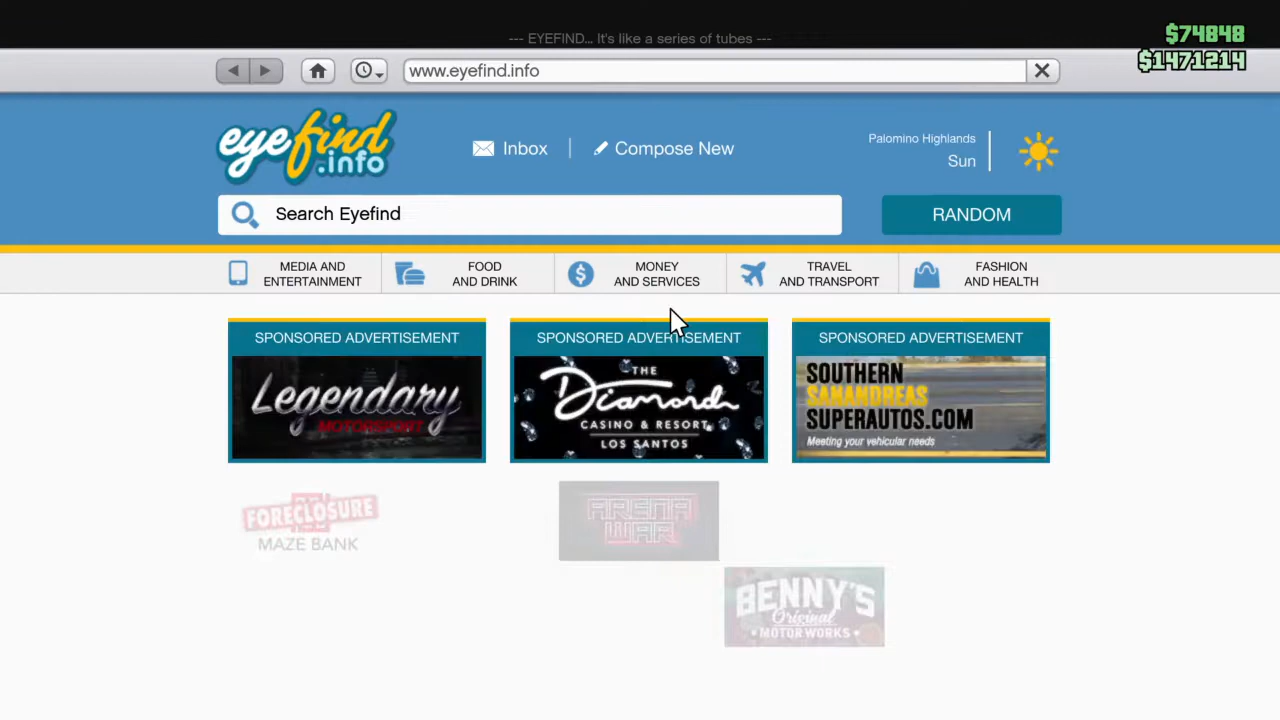 --- EYEFIND... It's like a series of tubes ---
$74848
$1471214
www.eyefind.info
eyefind
.info
Inbox
Compose New
Palomino Highlands
Sun
Search Eyefind
RANDOM
MEDIA AND
ENTERTAINMENT
FOOD
AND DRINK
MONEY
AND SERVICES
TRAVEL
AND TRANSPORT
FASHION
AND HEALTH
SPONSORED ADVERTISEMENT
Legendary
MOTORSPORT
SPONSORED ADVERTISEMENT
THE
Diamond
CASINO & RESORT
LOS SANTOS
SPONSORED ADVERTISEMENT
SOUTHERN
SANANDREAS
SUPERAUTOS.COM
Meeting your vehicular needs
FORECLOSURE
MAZE BANK
ARENA
WAR
BENNY'S
Original
• MOTOR WORKS •